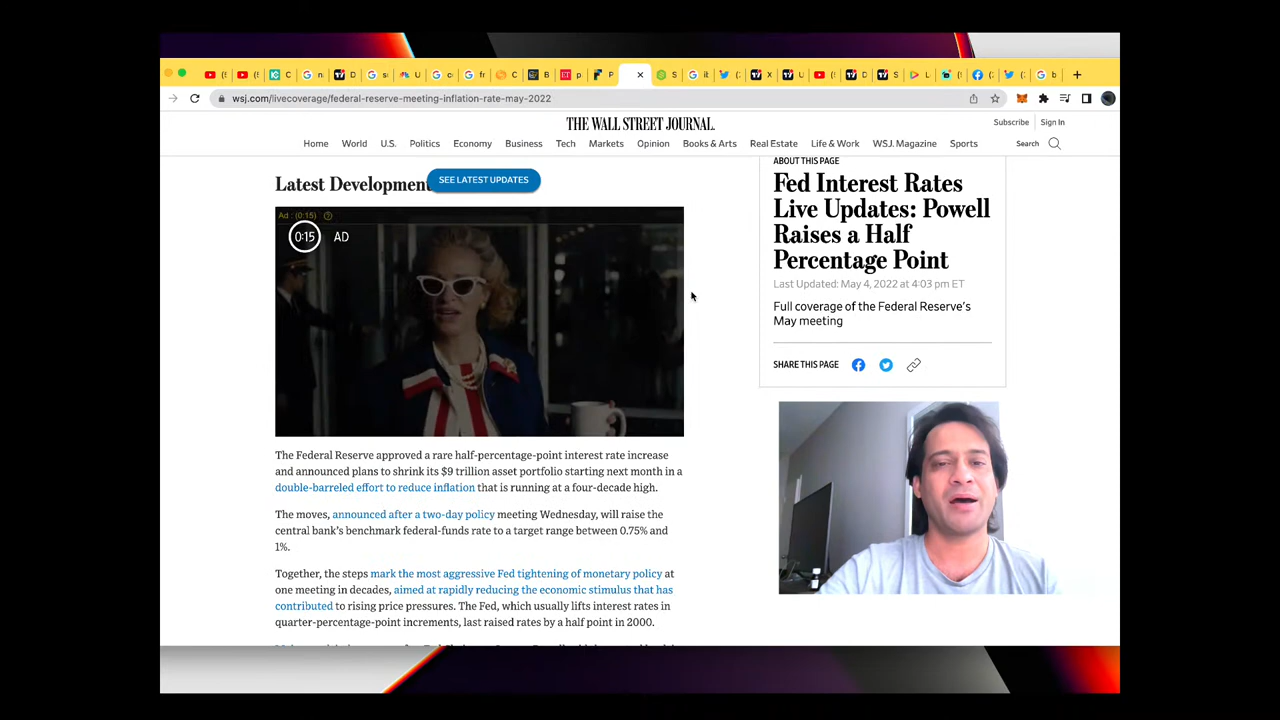 wsj.com/livecoverage/federal-reserve-meeting-inflation-rate-may-2022
THE WALL STREET JOURNAL.
Subscribe
Sign In
Home World U.S. Politics Economy Business Tech Markets Opinion Books & Arts Real Estate Life & Work WSJ. Magazine Sports Search
Latest Development
SEE LATEST UPDATES
Ad : (0:15)
0:15 AD
The Federal Reserve approved a rare half-percentage-point interest rate increase
and announced plans to shrink its $9 trillion asset portfolio starting next month in a
double-barreled effort to reduce inflation that is running at a four-decade high.
The moves, announced after a two-day policy meeting Wednesday, will raise the
central bank's benchmark federal-funds rate to a target range between 0.75% and
1%.
Together, the steps mark the most aggressive Fed tightening of monetary policy at
one meeting in decades, aimed at rapidly reducing the economic stimulus that has
contributed to rising price pressures. The Fed, which usually lifts interest rates in
quarter-percentage-point increments, last raised rates by a half point in 2000.
ABOUT THIS PAGE
Fed Interest Rates
Live Updates: Powell
Raises a Half
Percentage Point
Last Updated: May 4, 2022 at 4:03 pm ET
Full coverage of the Federal Reserve's
May meeting
SHARE THIS PAGE